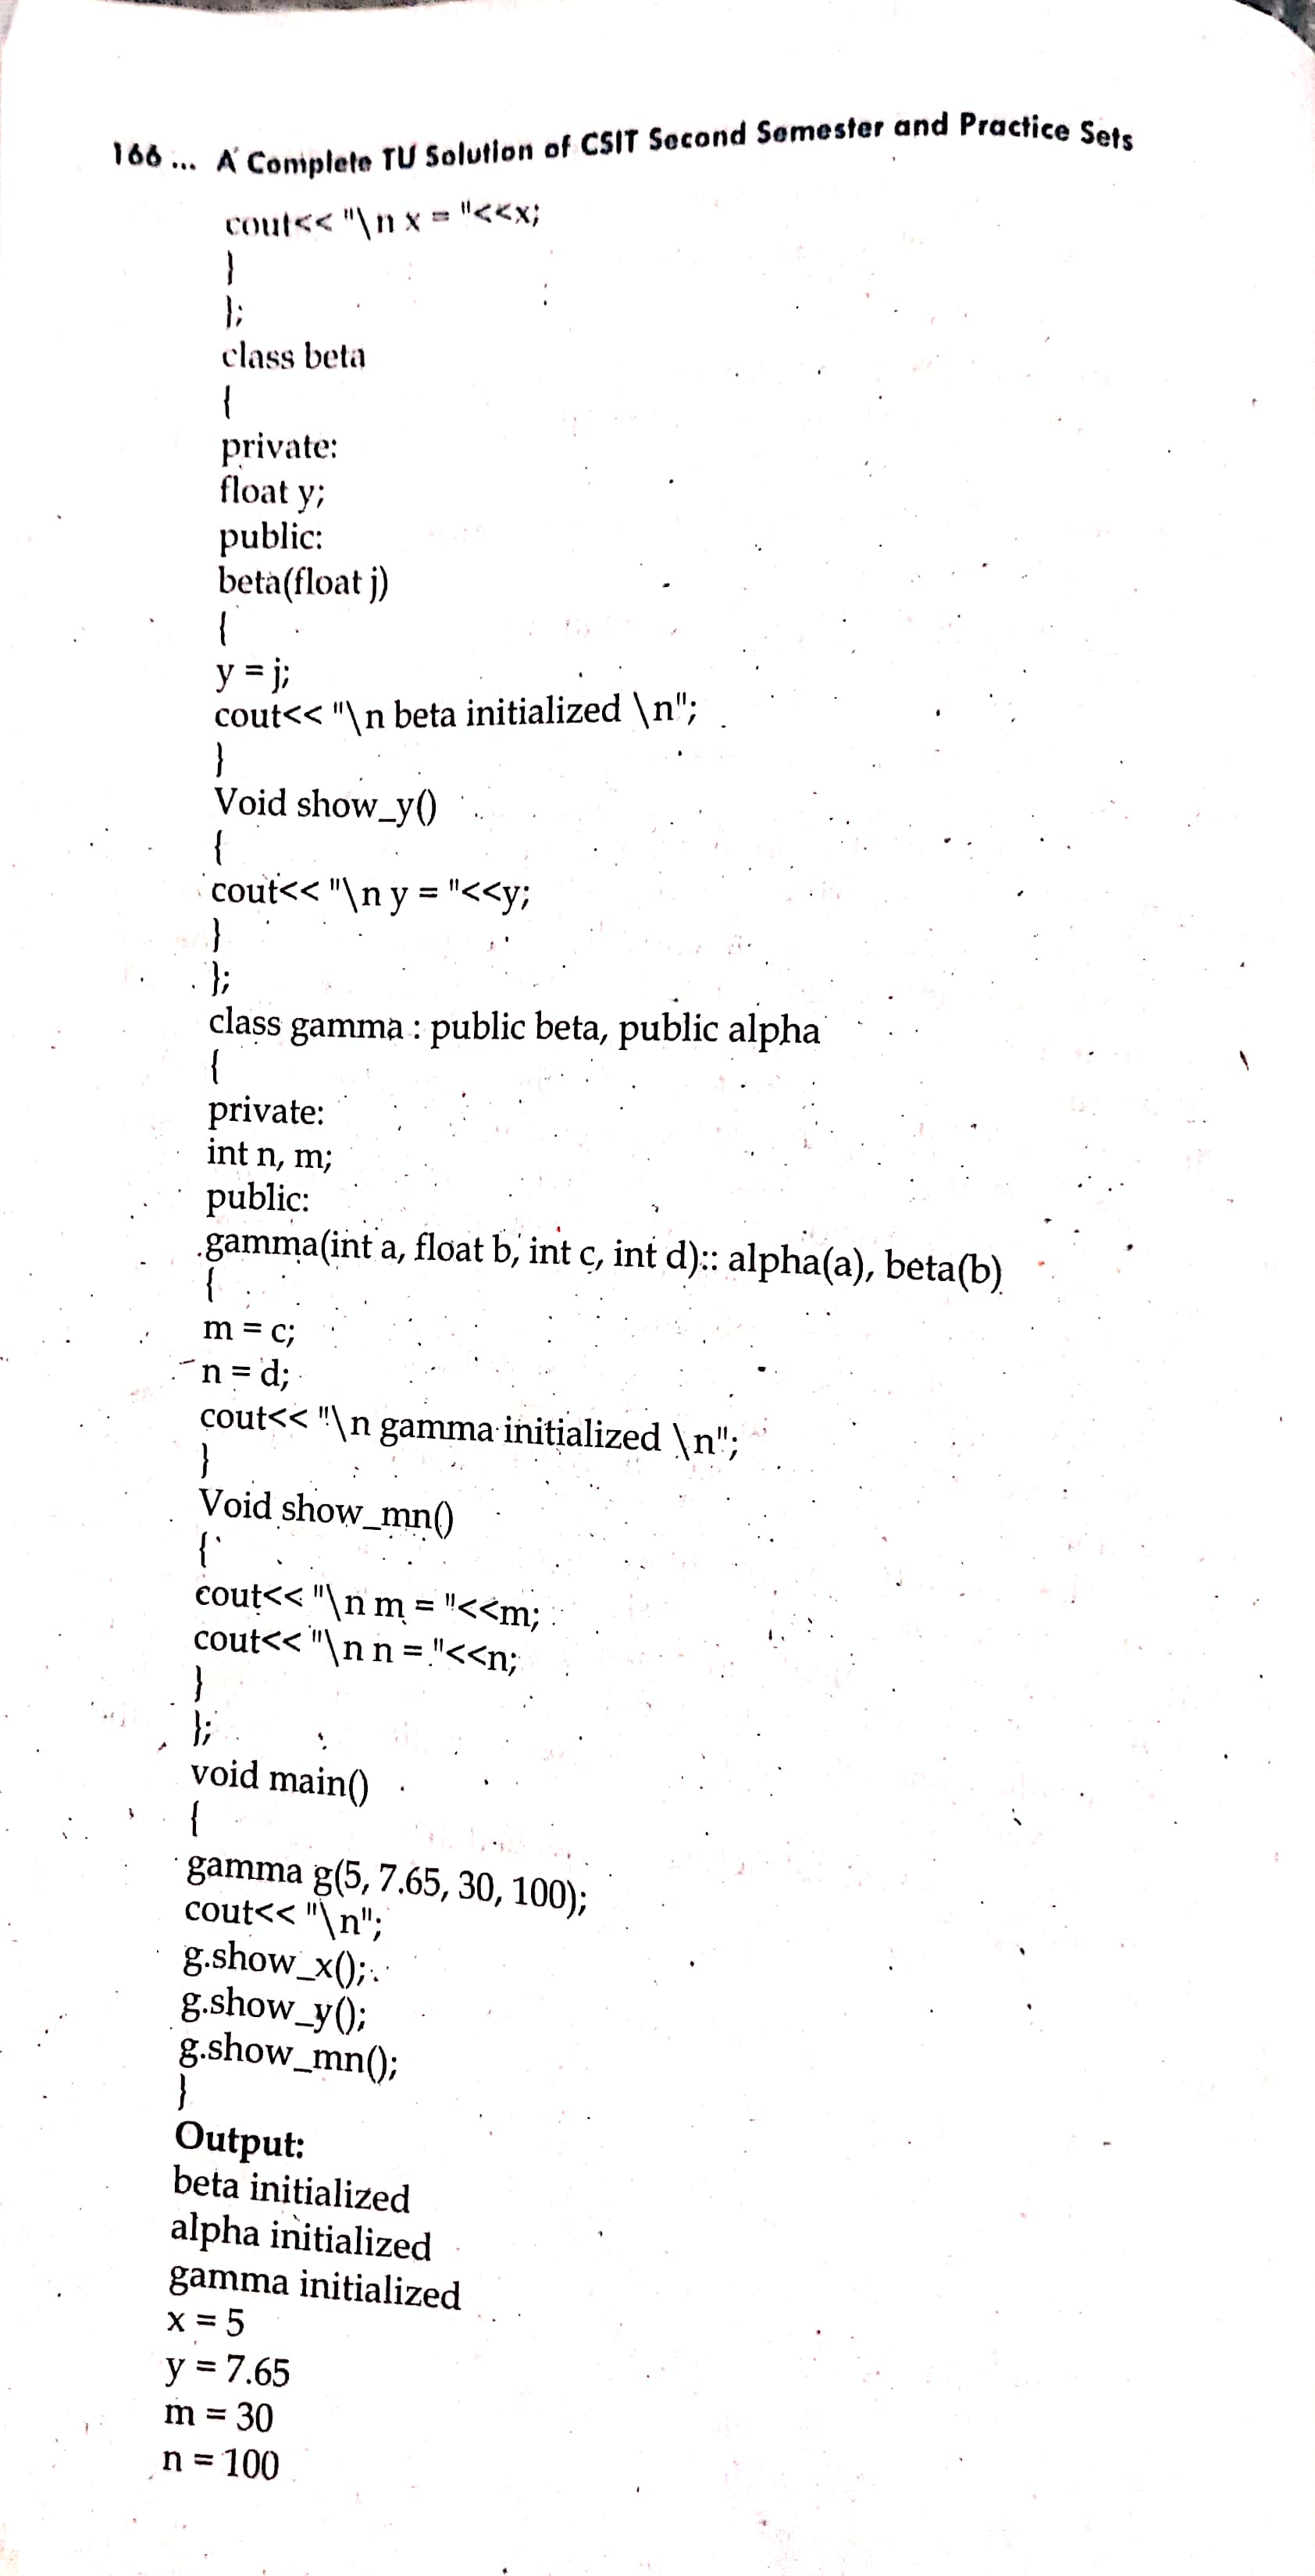 166 ... A Complete TU Solution of CSIT Second Semester and Practice Sets
cout<< "\n x = "<<x;
}
};
class beta
{
private:
float y;
public:
beta(float j)
{
y = j;
cout<< "\n beta initialized \n";
}
Void show_y()
{
cout<< "\n y = "<<y;
}
};
class gamma : public beta, public alpha
{
private:
int n, m;
public:
gamma(int a, float b, int c, int d):: alpha(a), beta(b)
{
m = c;
n = d;
cout<< "\n gamma initialized \n";
}
Void show_mn()
{
cout<< "\n m = "<<m;
cout<< "\n n = "<<n;
}
};
void main()
{
gamma g(5, 7.65, 30, 100);
cout<< "\n";
g.show_x();
g.show_y();
g.show_mn();
}
Output:
beta initialized
alpha initialized
gamma initialized
x = 5
y = 7.65
m = 30
n = 100